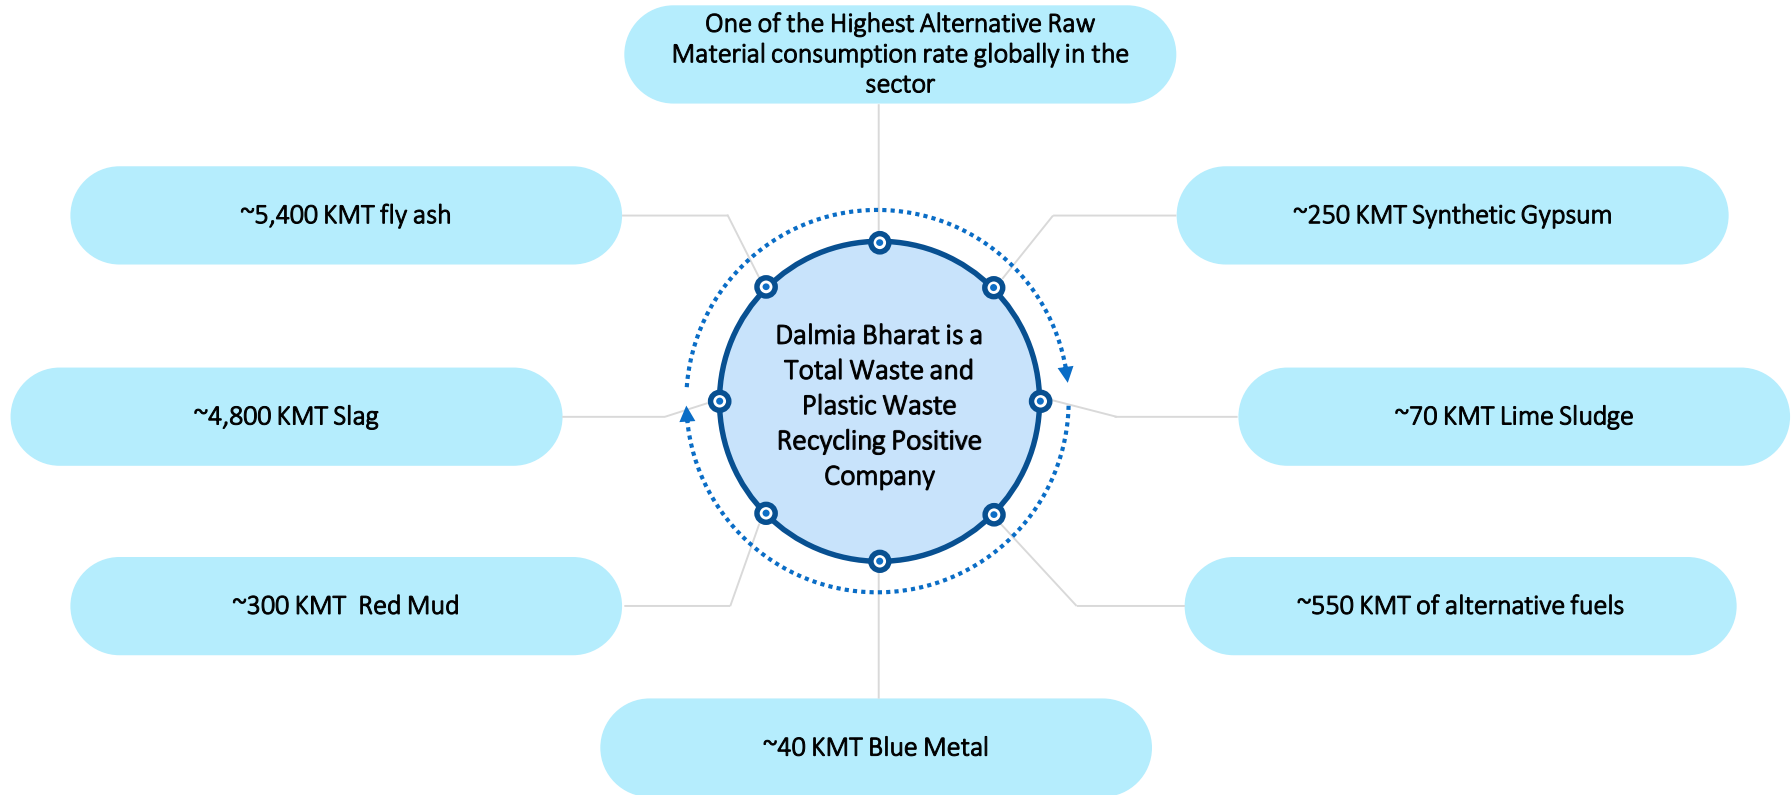 One of the Highest Alternative Raw
Material consumption rate globally in the
sector
~5,400 KMT fly ash
~250 KMT Synthetic Gypsum
Dalmia Bharat is a
Total Waste and
Plastic Waste
Recycling Positive
Company
~4,800 KMT Slag
~70 KMT Lime Sludge
~300 KMT  Red Mud
~550 KMT of alternative fuels
~40 KMT Blue Metal